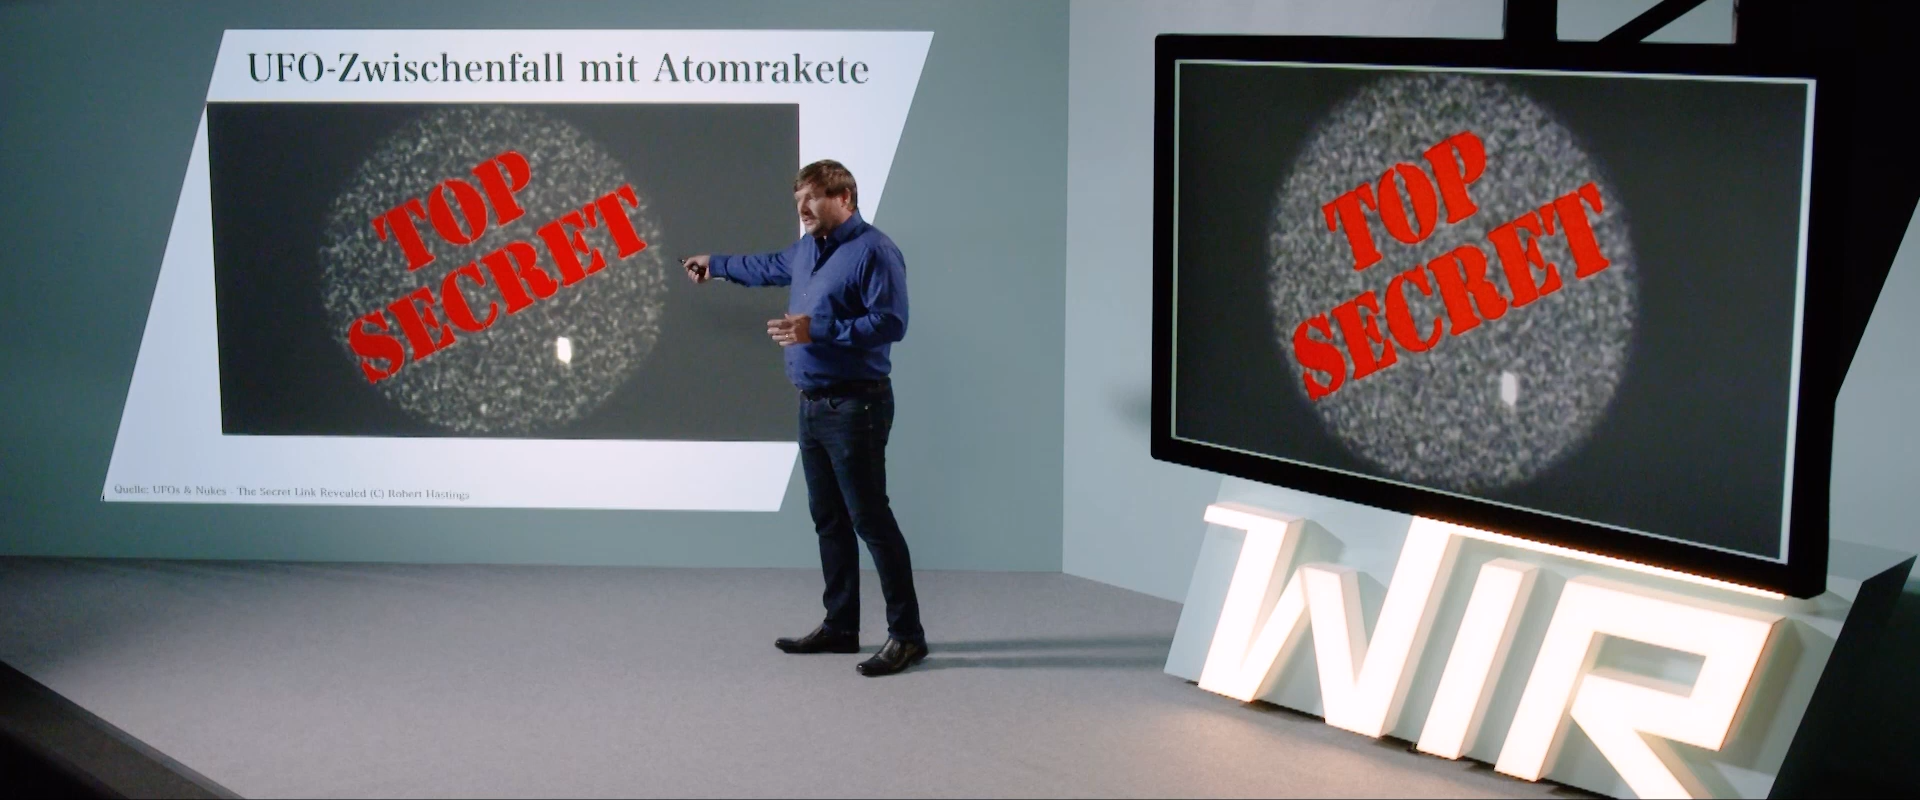 UFO-Zwischenfall mit Atomrakete
TOP
SECRET
Quelle: UFOs & Nukes - The Secret Link Revealed (C) Robert Hastings
TOP
SECRET
WIR